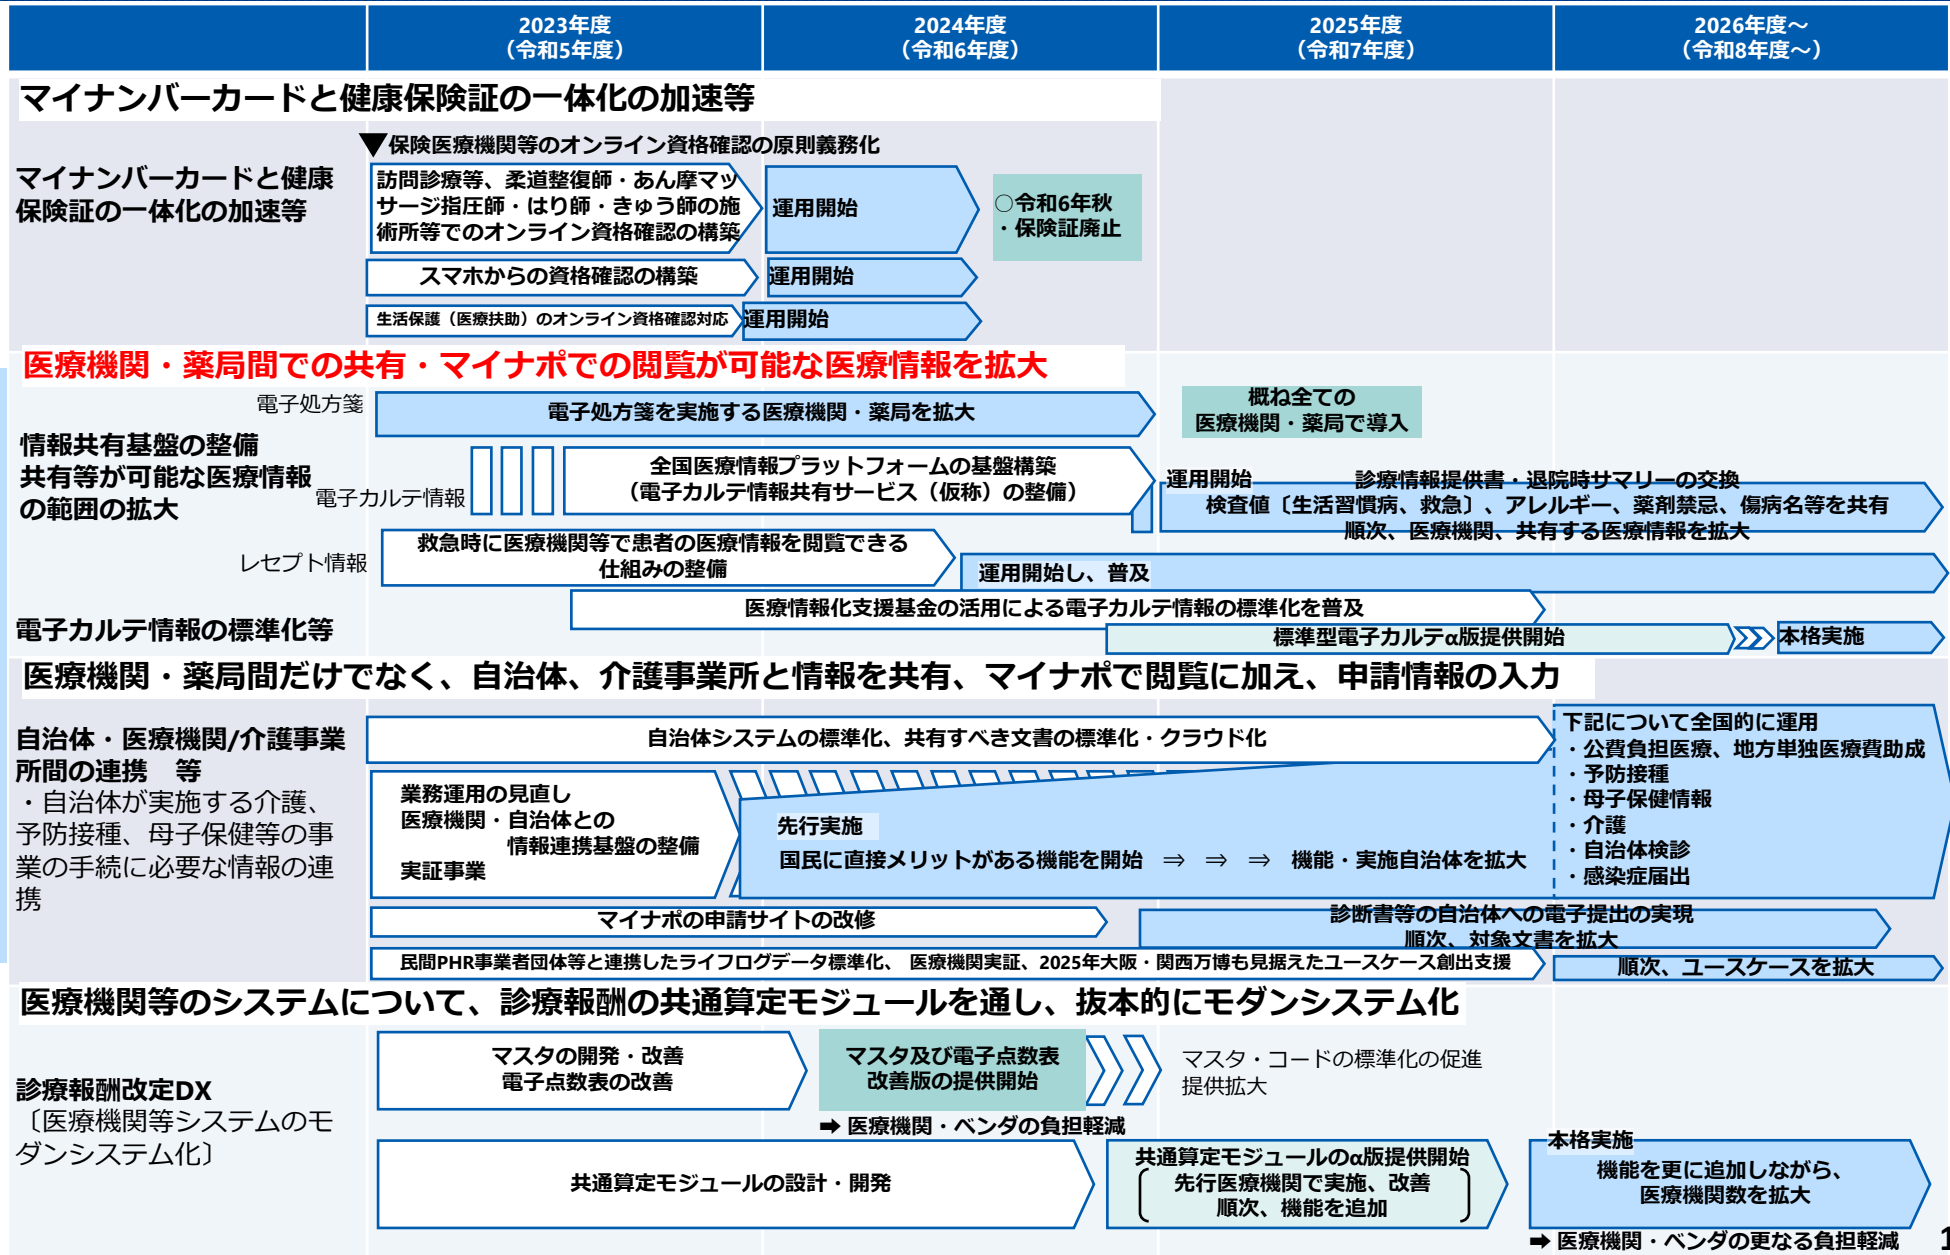 2023年度
（令和5年度）
2024年度
（令和6年度）
2025年度
（令和7年度）
2026年度～
（令和8年度～）
マイナンバーカードと健康保険証の一体化の加速等
▼保険医療機関等のオンライン資格確認の原則義務化
マイナンバーカードと健康
保険証の一体化の加速等
訪問診療等、柔道整復師・あん摩マッ
サージ指圧師・はり師・きゅう師の施
術所等でのオンライン資格確認の構築
運用開始
○令和6年秋
・保険証廃止
スマホからの資格確認の構築
運用開始
生活保護（医療扶助）のオンライン資格確認対応
運用開始
医療機関・薬局間での共有・マイナポでの閲覧が可能な医療情報を拡大
電子処方箋
電子処方箋を実施する医療機関・薬局を拡大
概ね全ての
医療機関・薬局で導入
情報共有基盤の整備
共有等が可能な医療情報
の範囲の拡大
電子カルテ情報
全国医療情報プラットフォームの基盤構築
（電子カルテ情報共有サービス（仮称）の整備）
運用開始
診療情報提供書・退院時サマリーの交換
検査値〔生活習慣病、救急〕、アレルギー、薬剤禁忌、傷病名等を共有
順次、医療機関、共有する医療情報を拡大
レセプト情報
救急時に医療機関等で患者の医療情報を閲覧できる
仕組みの整備
運用開始し、普及
電子カルテ情報の標準化等
医療情報化支援基金の活用による電子カルテ情報の標準化を普及
標準型電子カルテα版提供開始
本格実施
医療機関・薬局間だけでなく、自治体、介護事業所と情報を共有、マイナポで閲覧に加え、申請情報の入力
自治体・医療機関/介護事業
所間の連携　等
・自治体が実施する介護、
予防接種、母子保健等の事
業の手続に必要な情報の連
携
自治体システムの標準化、共有すべき文書の標準化・クラウド化
業務運用の見直し
医療機関・自治体との
情報連携基盤の整備
実証事業
先行実施
国民に直接メリットがある機能を開始　⇒　⇒　⇒　機能・実施自治体を拡大
下記について全国的に運用
・公費負担医療、地方単独医療費助成
・予防接種
・母子保健情報
・介護
・自治体検診
・感染症届出
マイナポの申請サイトの改修
診断書等の自治体への電子提出の実現
順次、対象文書を拡大
民間PHR事業者団体等と連携したライフログデータ標準化、 医療機関実証、2025年大阪・関西万博も見据えたユースケース創出支援
順次、ユースケースを拡大
医療機関等のシステムについて、診療報酬の共通算定モジュールを通し、抜本的にモダンシステム化
診療報酬改定DX
〔医療機関等システムのモ
ダンシステム化〕
マスタの開発・改善
電子点数表の改善
マスタ及び電子点数表
改善版の提供開始
マスタ・コードの標準化の促進
提供拡大
➡ 医療機関・ベンダの負担軽減
共通算定モジュールの設計・開発
共通算定モジュールのα版提供開始
先行医療機関で実施、改善
順次、機能を追加
本格実施
機能を更に追加しながら、
医療機関数を拡大
➡ 医療機関・ベンダの更なる負担軽減